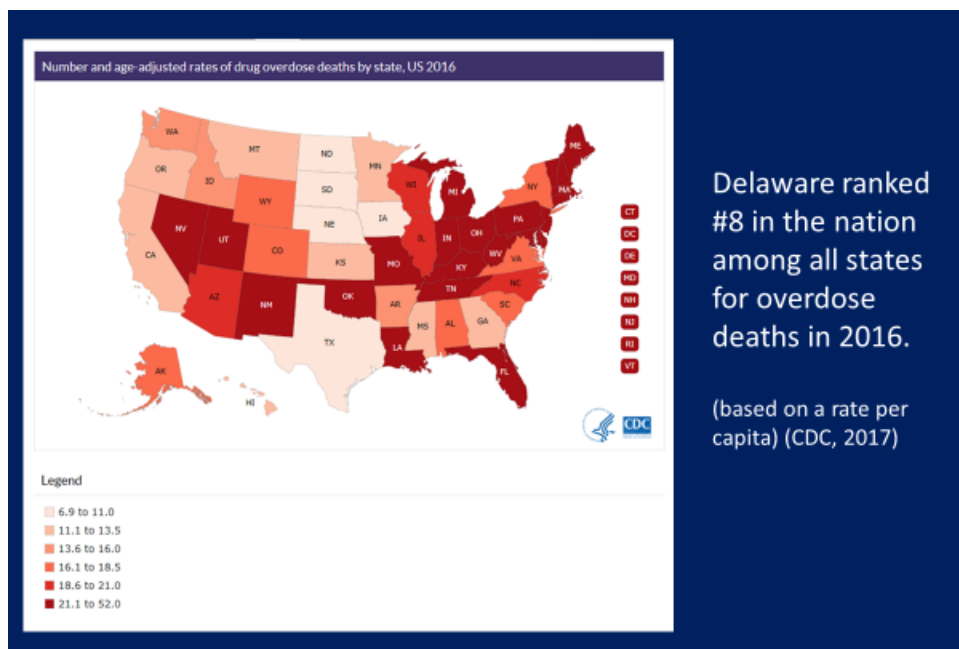 Number and age-adjusted rates of drug overdose deaths by state, US 2016
WA
MT
ND
MN
ME
OR
ID
SD
WI
MI
NY
MA
WY
NE
IA
PA
CT
NV
UT
CO
IL
IN
OH
DC
CA
KS
MO
KY
WV
VA
DE
AZ
NM
OK
AR
TN
NC
MD
TX
MS
AL
GA
SC
NH
LA
NJ
AK
FL
RI
HI
VT
CDC
Legend
6.9 to 11.0
11.1 to 13.5
13.6 to 16.0
16.1 to 18.5
18.6 to 21.0
21.1 to 52.0
Delaware ranked
#8 in the nation
among all states
for overdose
deaths in 2016.
(based on a rate per
capita) (CDC, 2017)